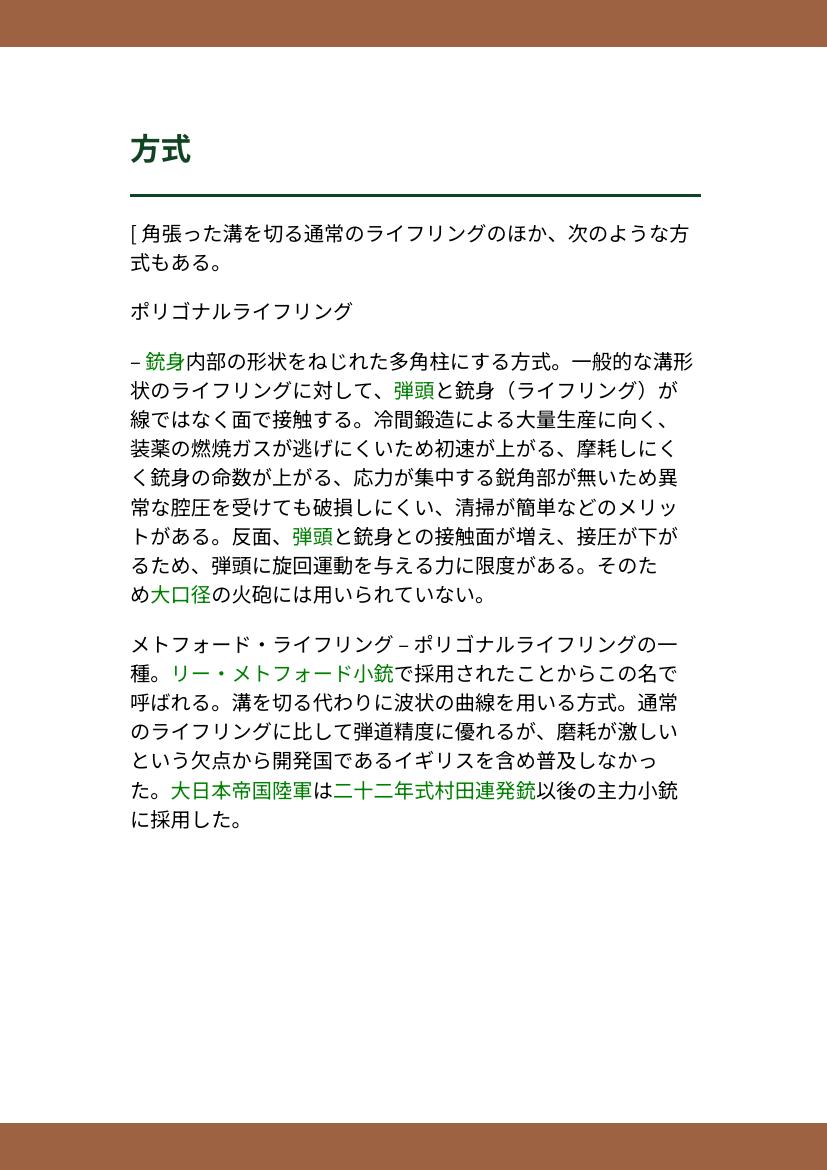 方式
[ 角張った溝を切る通常のライフリングのほか、次のような方
式もある。
ポリゴナルライフリング
– 銃身内部の形状をねじれた多角柱にする方式。一般的な溝形
状のライフリングに対して、弾頭と銃身（ライフリング）が
線ではなく面で接触する。冷間鍛造による大量生産に向く、
装薬の燃焼ガスが逃げにくいため初速が上がる、摩耗しにく
く銃身の命数が上がる、応力が集中する鋭角部が無いため異
常な腔圧を受けても破損しにくい、清掃が簡単などのメリッ
トがある。反面、弾頭と銃身との接触面が増え、接圧が下が
るため、弾頭に旋回運動を与える力に限度がある。そのた
め大口径の火砲には用いられていない。
メトフォード・ライフリング – ポリゴナルライフリングの一
種。リー・メトフォード小銃で採用されたことからこの名で
呼ばれる。溝を切る代わりに波状の曲線を用いる方式。通常
のライフリングに比して弾道精度に優れるが、磨耗が激しい
という欠点から開発国であるイギリスを含め普及しなかっ
た。大日本帝国陸軍は二十二年式村田連発銃以後の主力小銃
に採用した。